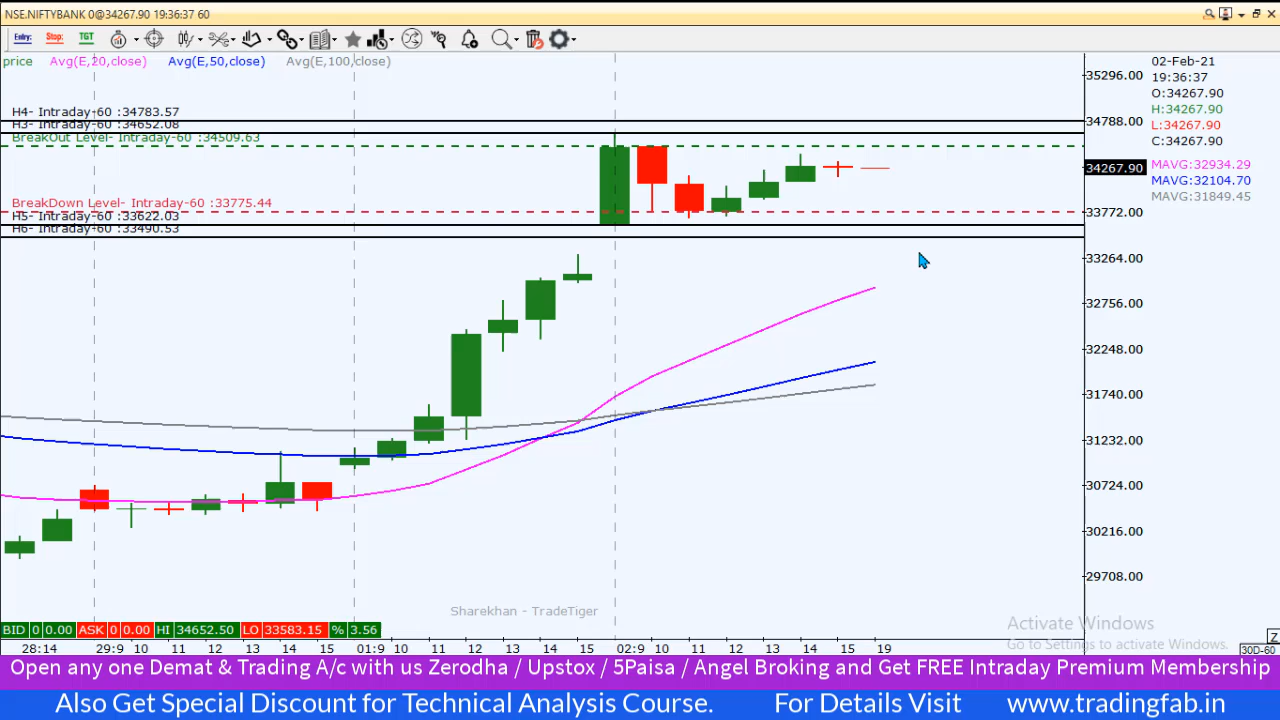 NSE.NIFTYBANK 0@34267.90 19:36:37 60
Entry: Stop: TGT
price Avg(E,20,close) Avg(E,50,close) Avg(E,100,close)
H4- Intraday-60 :34783.57
H3- Intraday-60 :34652.08
BreakOut Level- Intraday-60 :34509.63
BreakDown Level- Intraday-60 :33775.44
H5- Intraday-60 :33622.03
H6- Intraday-60 :33490.53
35296.00
34788.00
34267.90
33772.00
33264.00
32756.00
32248.00
31740.00
31232.00
30724.00
30216.00
29708.00
02-Feb-21
19:36:37
O:34267.90
H:34267.90
L:34267.90
C:34267.90
MAVG:32934.29
MAVG:32104.70
MAVG:31849.45
Sharekhan - TradeTiger
Activate Windows
Go to Settings to activate Windows.
BID 0 0.00 ASK 0 0.00 HI 34652.50 LO 33583.15 % 3.56
Z
28:14 29:9 10 11 12 13 14 15 01:9 10 11 12 13 14 15 02:9 10 11 12 13 14 15 19 30D-60
Open any one Demat & Trading A/c with us Zerodha / Upstox / 5Paisa / Angel Broking and Get FREE Intraday Premium Membership
Also Get Special Discount for Technical Analysis Course. For Details Visit www.tradingfab.in